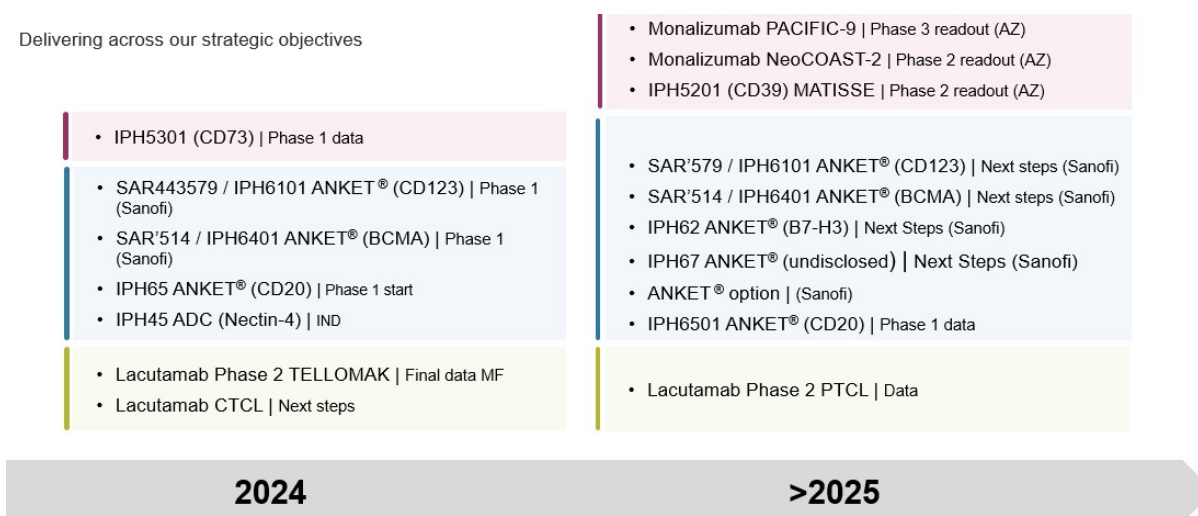 Delivering across our strategic objectives
• IPH5301 (CD73) | Phase 1 data
• SAR443579 / IPH6101 ANKET® (CD123) | Phase 1
(Sanofi)
• SAR'514 / IPH6401 ANKET® (BCMA) | Phase 1
(Sanofi)
• IPH65 ANKET® (CD20) | Phase 1 start
• IPH45 ADC (Nectin-4) | IND
• Lacutamab Phase 2 TELLOMAK | Final data MF
• Lacutamab CTCL | Next steps
• Monalizumab PACIFIC-9 | Phase 3 readout (AZ)
• Monalizumab NeoCOAST-2 | Phase 2 readout (AZ)
• IPH5201 (CD39) MATISSE | Phase 2 readout (AZ)
• SAR'579 / IPH6101 ANKET® (CD123) | Next steps (Sanofi)
• SAR'514 / IPH6401 ANKET® (BCMA) | Next steps (Sanofi)
• IPH62 ANKET® (B7-H3) | Next Steps (Sanofi)
• IPH67 ANKET® (undisclosed) | Next Steps (Sanofi)
• ANKET® option | (Sanofi)
• IPH6501 ANKET® (CD20) | Phase 1 data
• Lacutamab Phase 2 PTCL | Data
2024
>2025